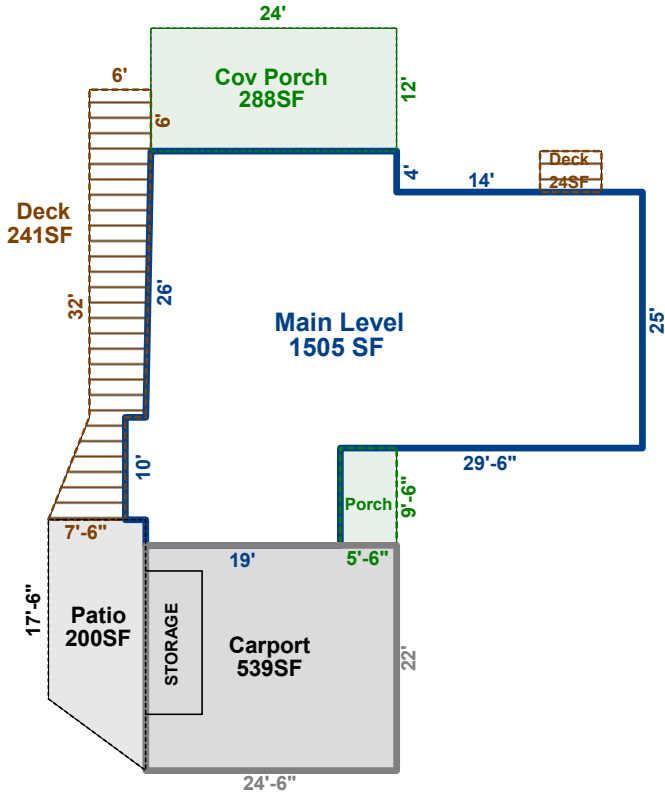 24'
Cov Porch
288SF
12'
6'
6'
4'
14'
Deck
24SF
Deck
241SF
32'
26'
Main Level
1505 SF
25'
10'
29'-6"
Porch
9'-6"
7'-6"
19'
5'-6"
17'-6"
Patio
200SF
STORAGE
Carport
539SF
22'
24'-6"